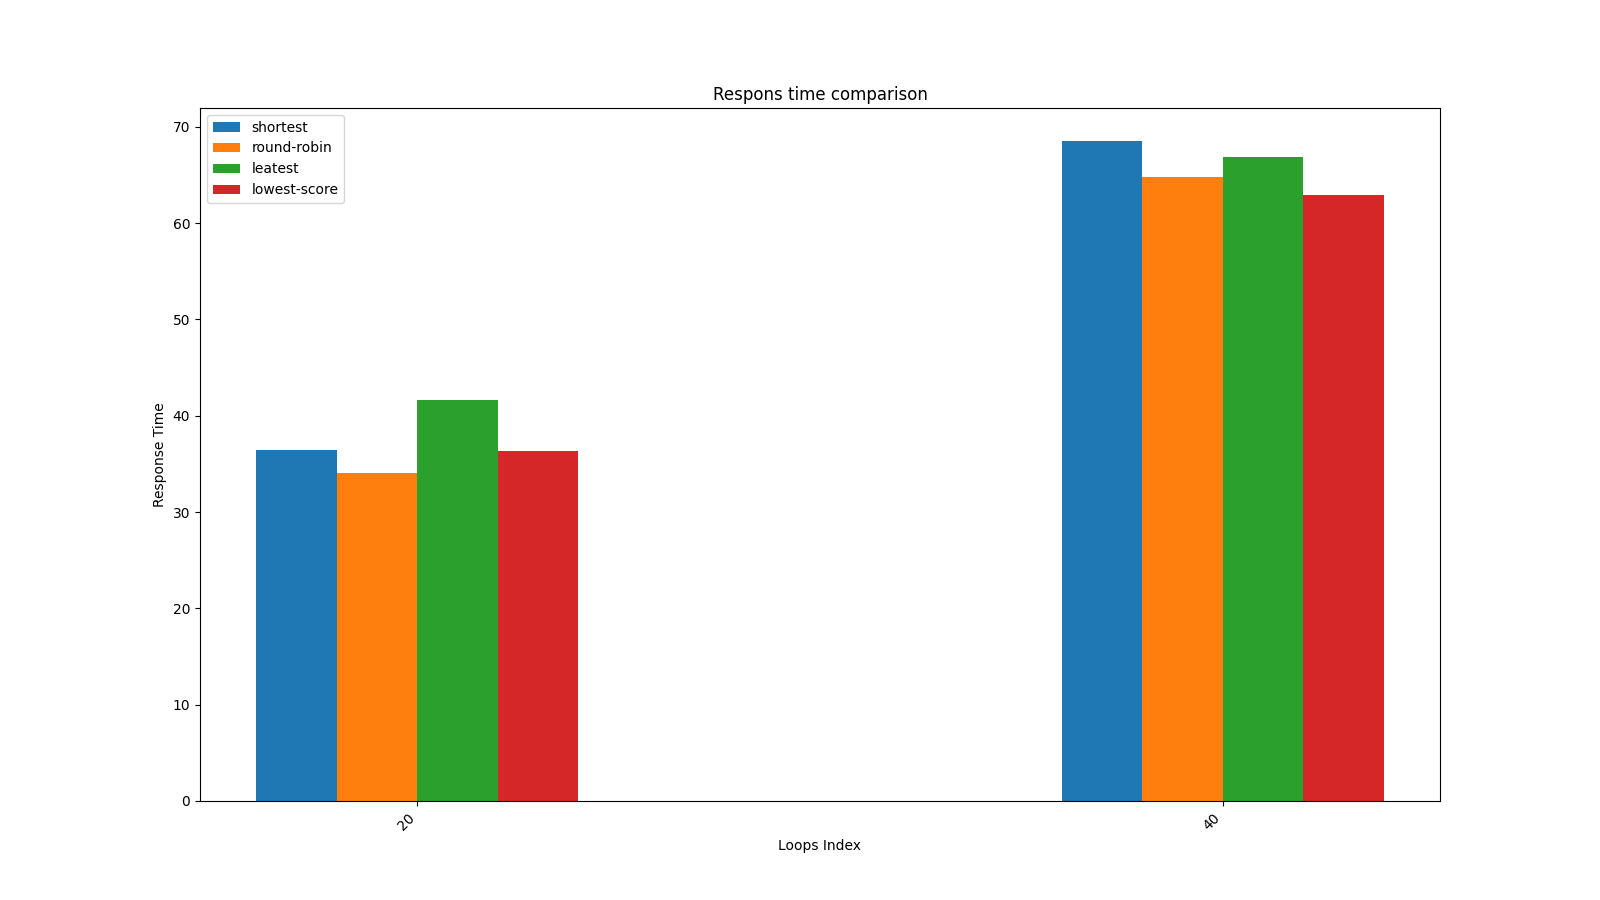 Respons time comparison
shortest
round-robin
leatest
lowest-score
70
60
50
40
30
20
10
0
Response Time
20
40
Loops Index